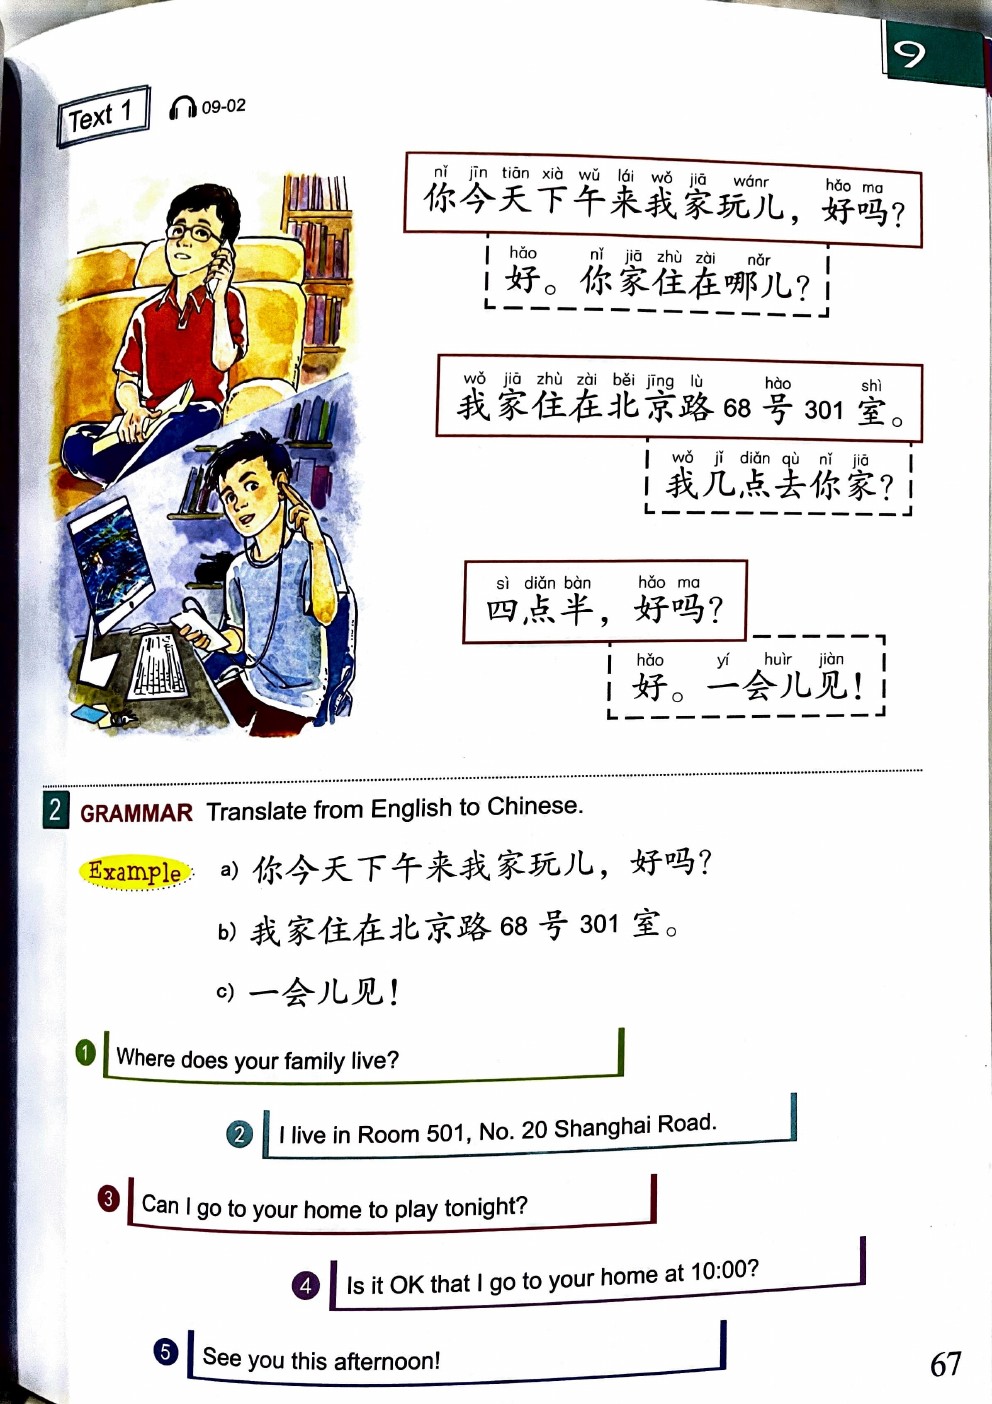 9
Text 1
09-02
nǐ jīn tiān xià wǔ lái wǒ jiā wánr hǎo ma
你今天下午来我家玩儿，好吗？
hǎo nǐ jiā zhù zài nǎr
好。你家住在哪儿？
wǒ jiā zhù zài běi jīng lù hào shì
我家住在北京路 68 号 301 室。
wǒ jǐ diǎn qù nǐ jiā
我几点去你家？
sì diǎn bàn hǎo ma
四点半，好吗？
hǎo yí huìr jiàn
好。一会儿见！
2 GRAMMAR Translate from English to Chinese.
Example a) 你今天下午来我家玩儿，好吗？
b) 我家住在北京路 68 号 301 室。
c) 一会儿见！
1 Where does your family live?
2 I live in Room 501, No. 20 Shanghai Road.
3 Can I go to your home to play tonight?
4 Is it OK that I go to your home at 10:00?
5 See you this afternoon!
67